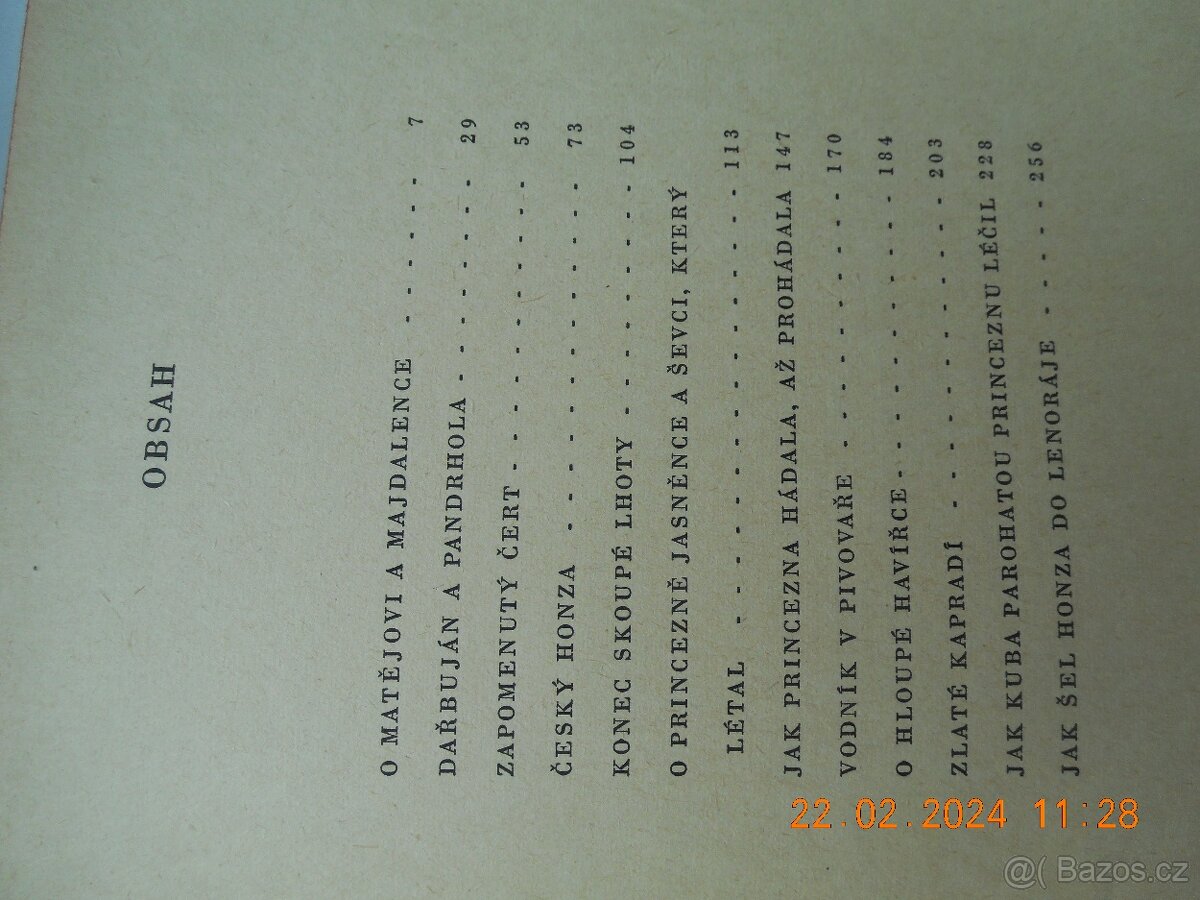 OBSAH
O MATĚJOVI A MAJDALENCE - - - - - 7
DAŘBUJÁN A PANDRHOLA - - - - - - - 29
ZAPOMENUTÝ ČERT - - - - - - - - - 53
ČESKÝ HONZA - - - - - - - - - - 73
KONEC SKOUPÉ LHOTY - - - - - - - 104
O PRINCEZNĚ JASNĚNCE A ŠEVCI, KTERÝ
LÉTAL - - - - - - - - - - - - 113
JAK PRINCEZNA HÁDALA, AŽ PROHÁDALA 147
VODNÍK V PIVOVAŘE - - - - - - - - 170
O HLOUPÉ HAVÍŘCE - - - - - - - - 184
ZLATÉ KAPRADÍ - - - - - - - - - 203
JAK KUBA PAROHATOU PRINCEZNU LÉČIL 228
JAK ŠEL HONZA DO LENORÁJE - - - - 256
22.02.2024 11:28
@( Bazos.cz